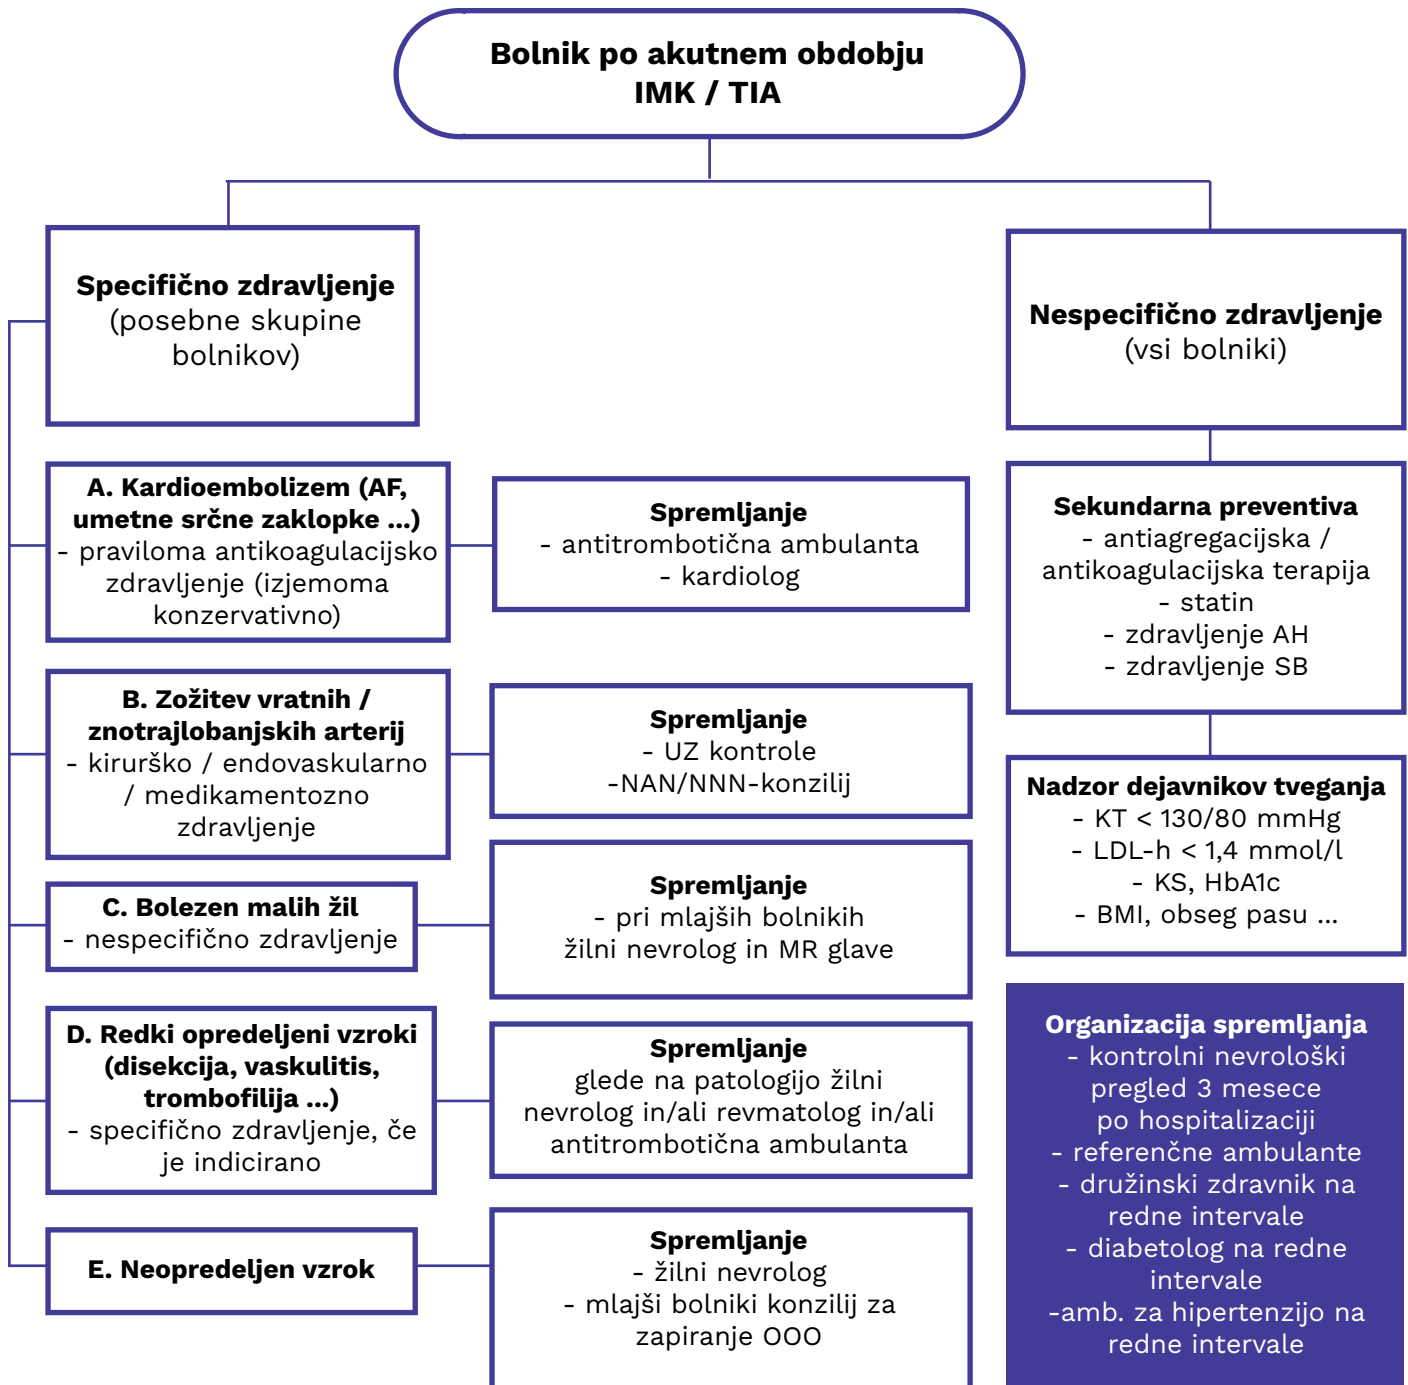 Bolnik po akutnem obdobju
IMK / TIA
Specifično zdravljenje
(posebne skupine
bolnikov)
A. Kardioembolizem (AF,
umetne srčne zaklopke ...)
- praviloma antikoagulacijsko
zdravljenje (izjemoma
konzervativno)
Spremljanje
- antitrombotična ambulanta
- kardiolog
B. Zožitev vratnih /
znotrajlobanjskih arterij
- kirurško / endovaskularno
/ medikamentozno
zdravljenje
Spremljanje
- UZ kontrole
-NAN/NNN-konzilij
C. Bolezen malih žil
- nespecifično zdravljenje
Spremljanje
- pri mlajših bolnikih
žilni nevrolog in MR glave
D. Redki opredeljeni vzroki
(disekcija, vaskulitis,
trombofilija ...)
- specifično zdravljenje, če
je indicirano
Spremljanje
glede na patologijo žilni
nevrolog in/ali revmatolog in/ali
antitrombotična ambulanta
E. Neopredeljen vzrok
Spremljanje
- žilni nevrolog
- mlajši bolniki konzilij za
zapiranje OOO
Nespecifično zdravljenje
(vsi bolniki)
Sekundarna preventiva
- antiagregacijska /
antikoagulacijska terapija
- statin
- zdravljenje AH
- zdravljenje SB
Nadzor dejavnikov tveganja
- KT < 130/80 mmHg
- LDL-h < 1,4 mmol/l
- KS, HbA1c
- BMI, obseg pasu ...
Organizacija spremljanja
- kontrolni nevrološki
pregled 3 mesece
po hospitalizaciji
- referenčne ambulante
- družinski zdravnik na
redne intervale
- diabetolog na redne
intervale
-amb. za hipertenzijo na
redne intervale